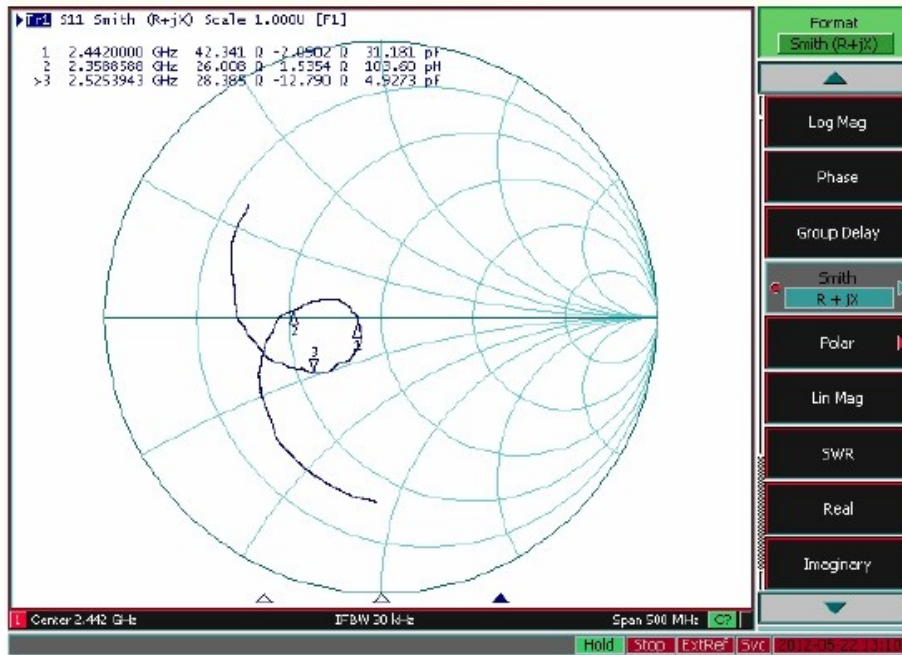 Tr1 S11 Smith (R+jX) Scale 1.000U [F1]
1 2.4420000 GHz 42.341 Ω -2.0902 Ω 31.181 pF
2 2.3588588 GHz 26.008 Ω 1.5354 Ω 103.60 pH
>3 2.5253943 GHz 28.385 Ω -12.790 Ω 4.9273 pF
Format
Smith (R+jX)
Log Mag
Phase
Group Delay
Smith
R + jX
Polar
Lin Mag
SWR
Real
Imaginary
2
3
1 Center 2.442 GHz IFBW 30 kHz Span 500 MHz C?
Hold Stop ExtRef Svc